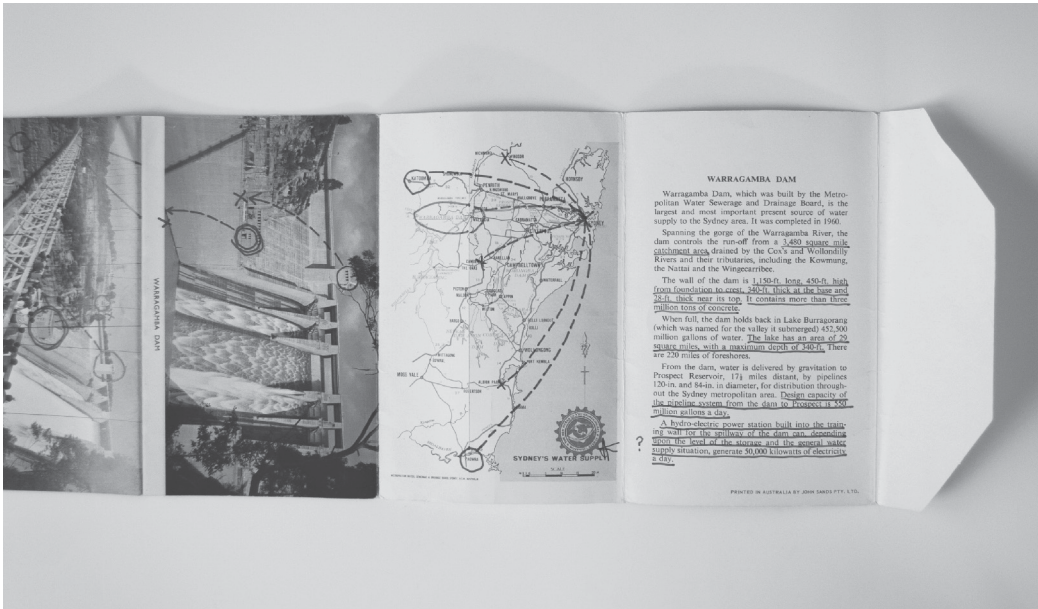 WARRAGAMBA DAM
WINDSOR
KATOOMBA
PENRITH
HORNSBY
SYDNEY
CAMPBELLTOWN
WOLLONGONG
MOSS VALE
ROBERTSON
SYDNEY'S WATER SUPPLY
?
WARRAGAMBA DAM
Warragamba Dam, which was built by the Metro-
politan Water Sewerage and Drainage Board, is the
largest and most important present source of water
supply to the Sydney area. It was completed in 1960.
Spanning the gorge of the Warragamba River, the
dam controls the run-off from a 3,480 square mile
catchment area, drained by the Cox's and Wollondilly
Rivers and their tributaries, including the Kowmung,
the Nattai and the Wingecarribee.
The wall of the dam is 1,150-ft. long, 450-ft. high
from foundation to crest, 340-ft. thick at the base and
28-ft. thick near its top. It contains more than three
million tons of concrete.
When full, the dam holds back in Lake Burragorang
(which was named for the valley it submerged) 452,500
million gallons of water. The lake has an area of 29
square miles, with a maximum depth of 340-ft. There
are 220 miles of foreshores.
From the dam, water is delivered by gravitation to
Prospect Reservoir, 17½ miles distant, by pipelines
120-in. and 84-in. in diameter, for distribution through-
out the Sydney metropolitan area. Design capacity of
the pipeline system from the dam to Prospect is 550
million gallons a day.
A hydro-electric power station built into the train-
ing wall for the spillway of the dam can, depending
upon the level of the storage and the general water
supply situation, generate 50,000 kilowatts of electricity
a day.
PRINTED IN AUSTRALIA BY JOHN SANDS PTY. LTD.